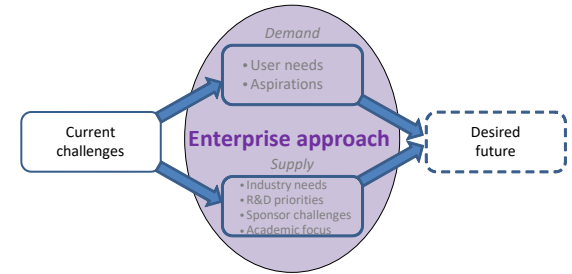 Demand
• User needs
• Aspirations
Current
challenges
Enterprise approach
Desired
future
Supply
• Industry needs
• R&D priorities
• Sponsor challenges
• Academic focus